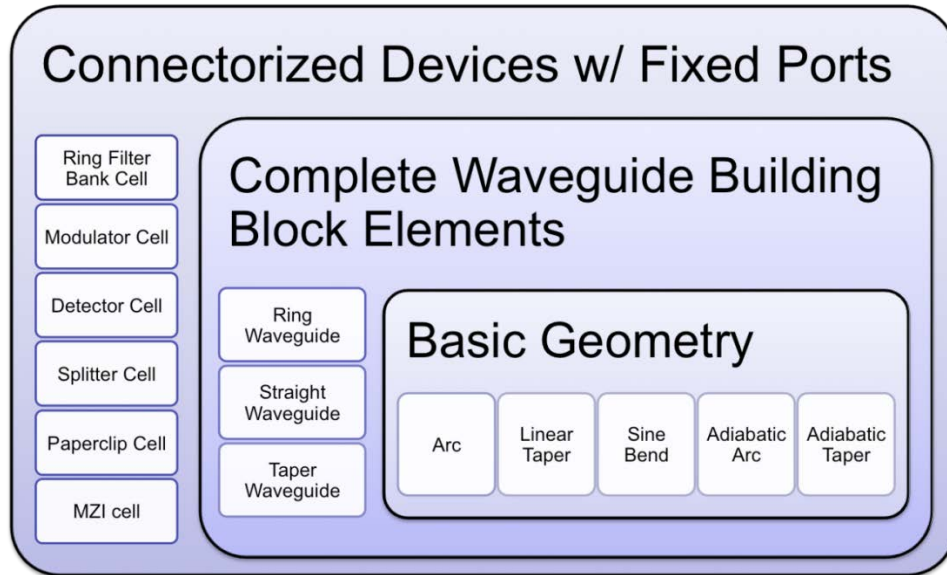 Connectorized Devices w/ Fixed Ports
Ring Filter
Bank Cell
Modulator Cell
Detector Cell
Splitter Cell
Paperclip Cell
MZI cell
Complete Waveguide Building
Block Elements
Ring
Waveguide
Straight
Waveguide
Taper
Waveguide
Basic Geometry
Arc
Linear
Taper
Sine
Bend
Adiabatic
Arc
Adiabatic
Taper